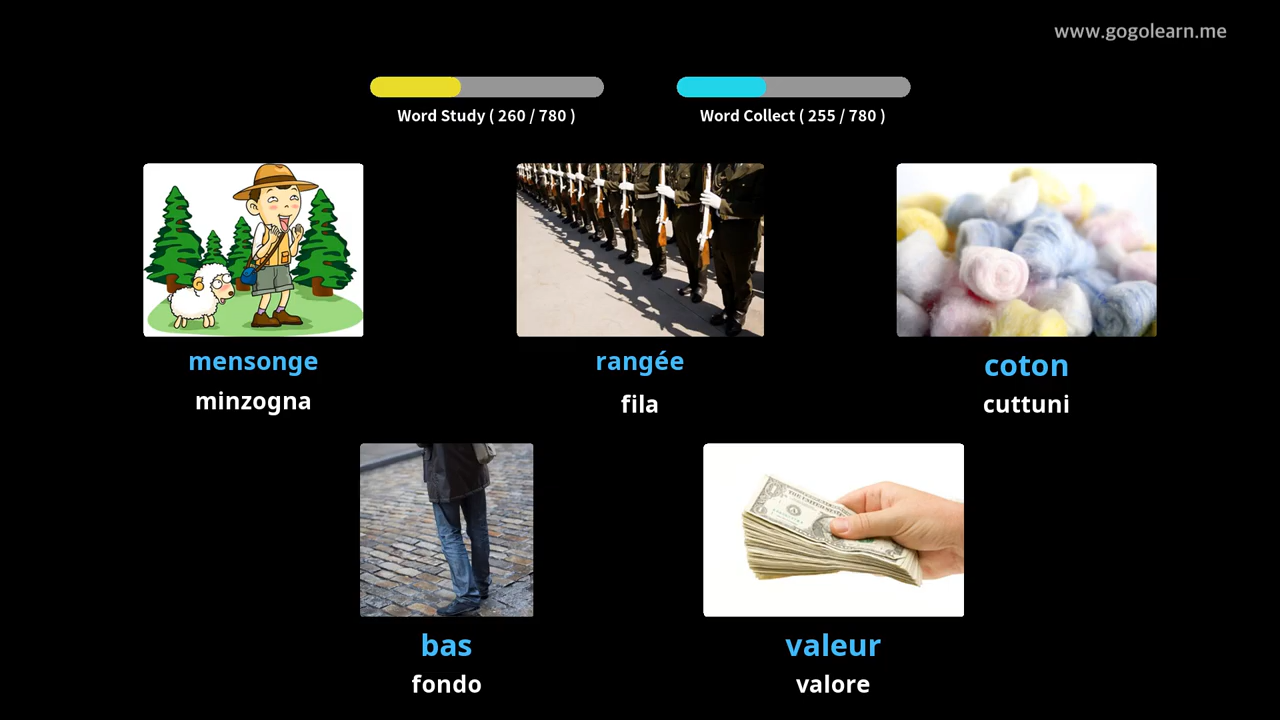 www.gogolearn.me
Word Study ( 260 / 780 )
Word Collect ( 255 / 780 )
mensonge
minzogna
rangée
fila
coton
cuttuni
bas
fondo
valeur
valore